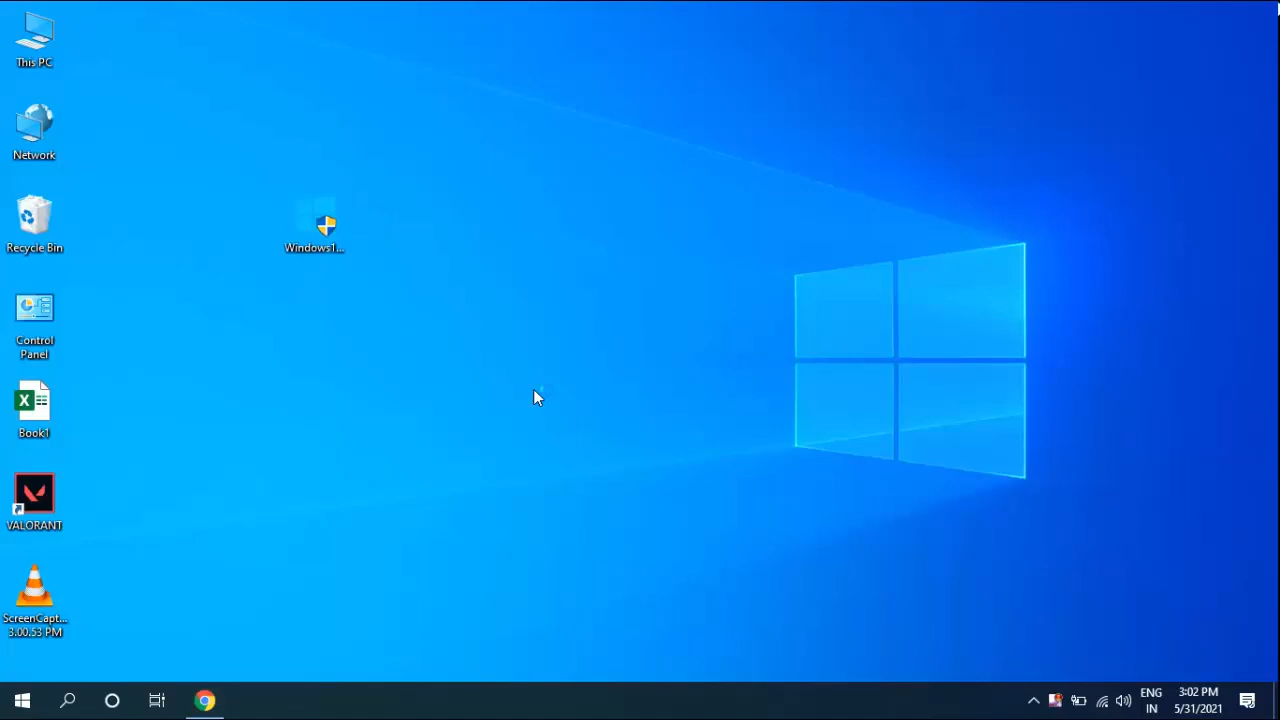 This PC
Network
Recycle Bin
Windows1...
Control
Panel
Book1
VALORANT
ScreenCapt...
3.00.53 PM
ENG
IN
3:02 PM
5/31/2021